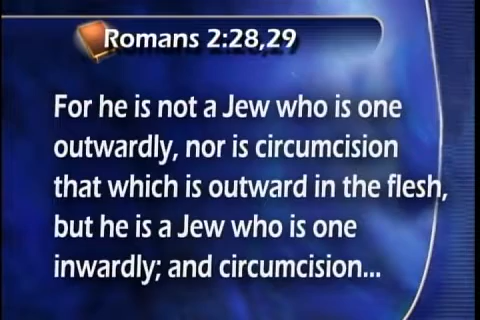 Romans 2:28,29
For he is not a Jew who is one
outwardly, nor is circumcision
that which is outward in the flesh,
but he is a Jew who is one
inwardly; and circumcision...